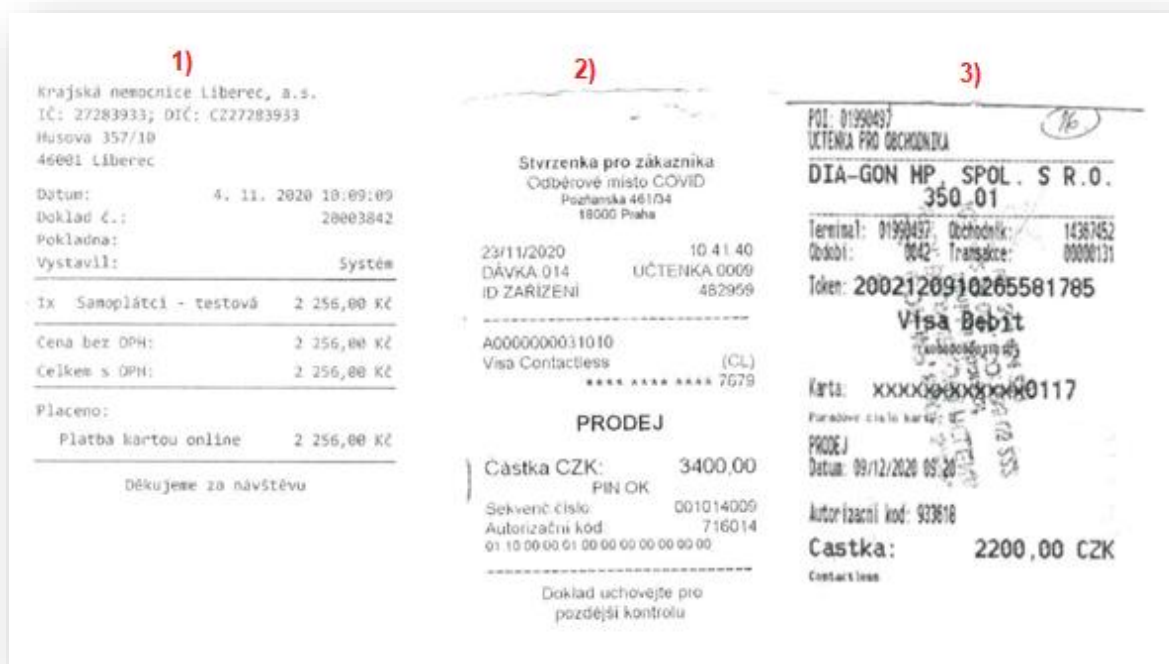 1)
Krajská nemocnice Liberec, a.s.
IČ: 27283933; DIČ: CZ27283933
Husova 357/10
46001 Liberec
Datum: 4. 11. 2020 10:09:09
Doklad č.: 20003842
Pokladna:
Vystavil: Systém
1x Samoplátci - testová 2 256,00 Kč
Cena bez DPH: 2 256,00 Kč
Celkem s DPH: 2 256,00 Kč
Placeno:
Platba kartou online 2 256,00 Kč
Děkujeme za návštěvu
2)
Stvrzenka pro zákazníka
Odběrové místo COVID
Poznanska 461/34
18000 Praha
23/11/2020 10:41:40
DÁVKA 014 UČTENKA 0009
ID ZAŘÍZENÍ 482959
A0000000031010
Visa Contactless (CL)
**** **** **** 7679
PRODEJ
Částka CZK: 3400,00
PIN OK
Sekvenč.číslo: 001014009
Autorizační kód: 716014
01 10 00 00 01 00 00 00 00 00 00 00
Doklad uchovejte pro
pozdější kontrolu
3)
POI: 01990497
16
UCTENKA PRO OBCHODNIKA
DIA-GON MP, SPOL. S R.O.
350 01
Terminal: 01990497 Obchodnik: 14387452
Obdobi: 0042 Transakce: 00000131
Token: 2002120910265581785
Visa Debit
Karta: XXXXXXXXXXXX0117
Poradove cislo karty:
PRODEJ
Datum: 09/12/2020
Autorizacni kod: 933618
Castka: 2200,00 CZK
Contactless